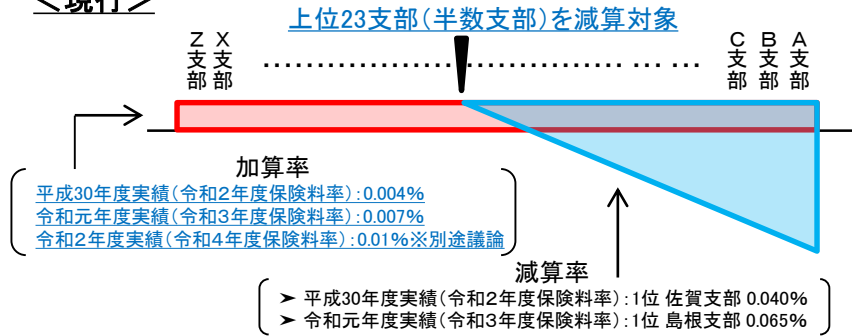 ＜現行＞
上位23支部（半数支部）を減算対象
Z支部 X支部 ‥‥‥‥‥‥‥‥‥‥‥‥‥‥‥‥ … … C支部 B支部 A支部
加算率
平成30年度実績（令和２年度保険料率）：0.004%
令和元年度実績（令和３年度保険料率）：0.007%
令和２年度実績（令和４年度保険料率）：0.01%※別途議論
減算率
➤ 平成30年度実績（令和２年度保険料率）：1位 佐賀支部 0.040%
➤ 令和元年度実績（令和３年度保険料率）：1位 島根支部 0.065%